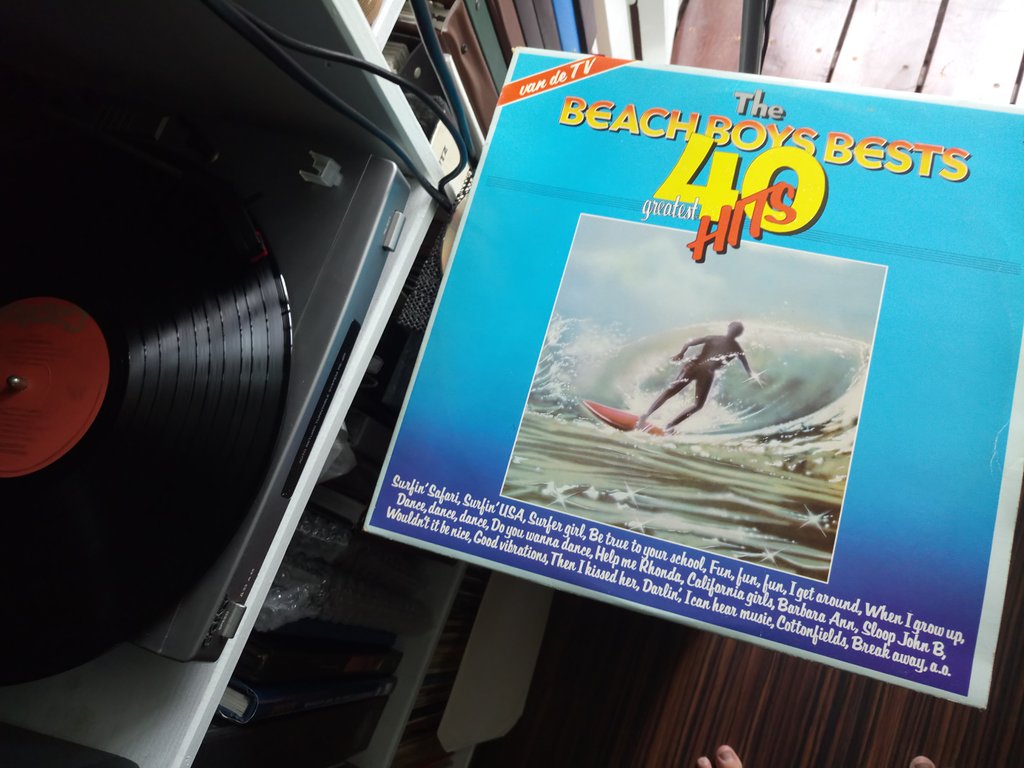 van de TV
The
BEACH BOYS BESTS
40
greatest
HITS
Surfin' Safari, Surfin' USA, Surfer girl, Be true to your school, Fun, fun, fun, I get around, When I grow up,
Dance, dance, dance, Do you wanna dance, Help me Rhonda, California girls, Barbara Ann, Sloop John B,
Wouldn't it be nice, Good vibrations, Then I kissed her, Darlin', I can hear music, Cottonfields, Break away, a.o.